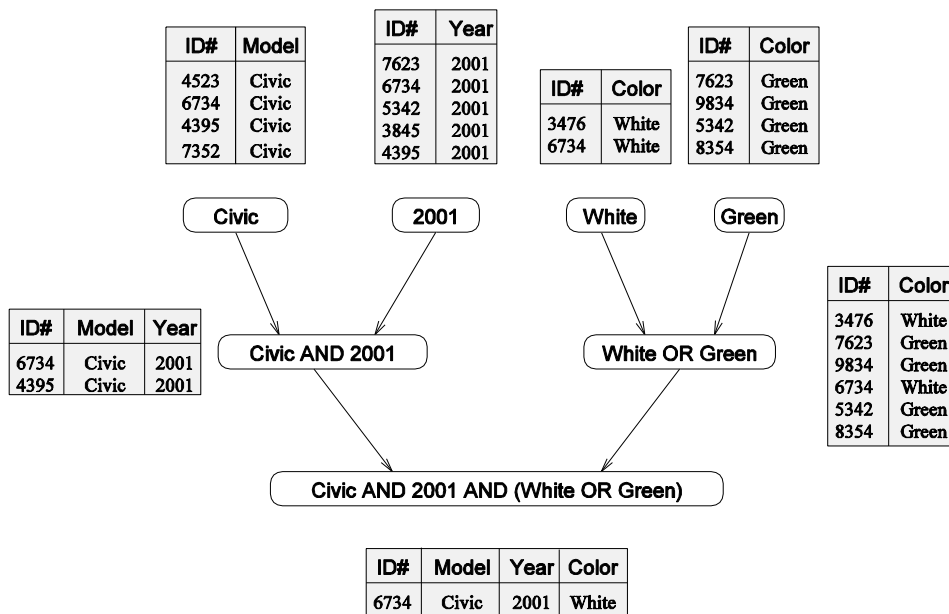 ID# Model
4523 Civic
6734 Civic
4395 Civic
7352 Civic
ID# Year
7623 2001
6734 2001
5342 2001
3845 2001
4395 2001
ID# Color
3476 White
6734 White
ID# Color
7623 Green
9834 Green
5342 Green
8354 Green
Civic
2001
White
Green
ID# Model Year
6734 Civic 2001
4395 Civic 2001
Civic AND 2001
White OR Green
ID# Color
3476 White
7623 Green
9834 Green
6734 White
5342 Green
8354 Green
Civic AND 2001 AND (White OR Green)
ID# Model Year Color
6734 Civic 2001 White